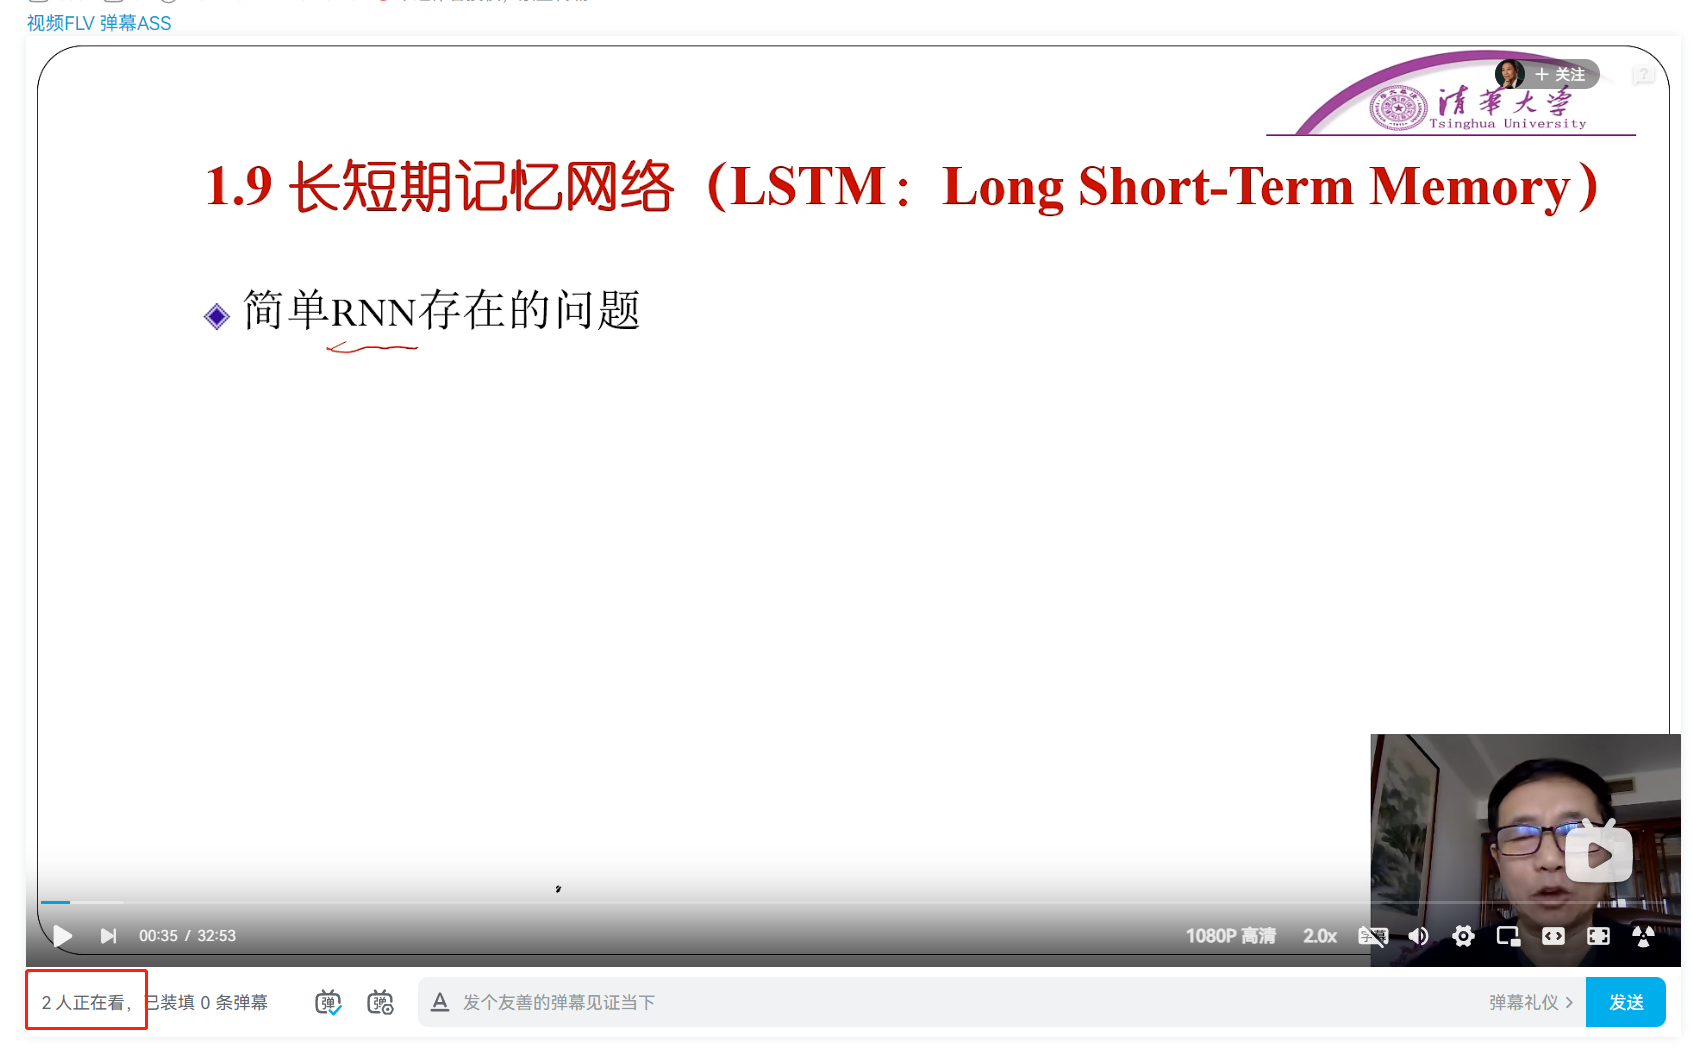 视频FLV 弹幕ASS
+ 关注
清华大学
Tsinghua University
1.9 长短期记忆网络（LSTM：Long Short-Term Memory）
简单RNN存在的问题
00:35 / 32:53
1080P 高清
2.0x
字幕
2 人正在看，已装填 0 条弹幕
弹
弹
A 发个友善的弹幕见证当下
弹幕礼仪 >
发送